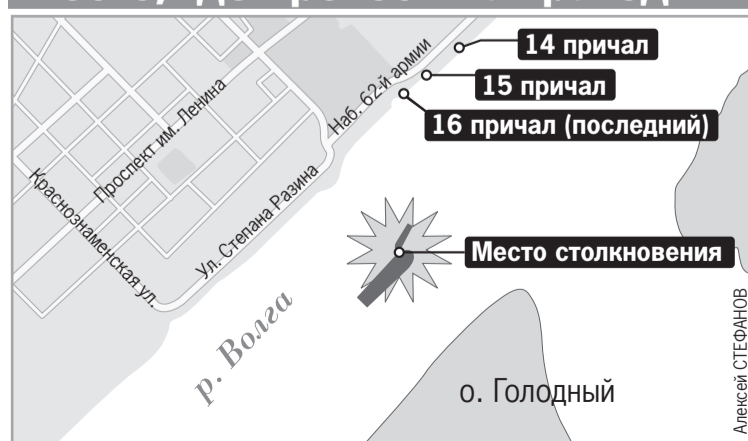 14 причал
15 причал
16 причал (последний)
Наб. 62-й армии
Проспект им. Ленина
Краснознаменская ул.
Ул. Степана Разина
Место столкновения
р. Волга
о. Голодный
Алексей СТЕФАНОВ